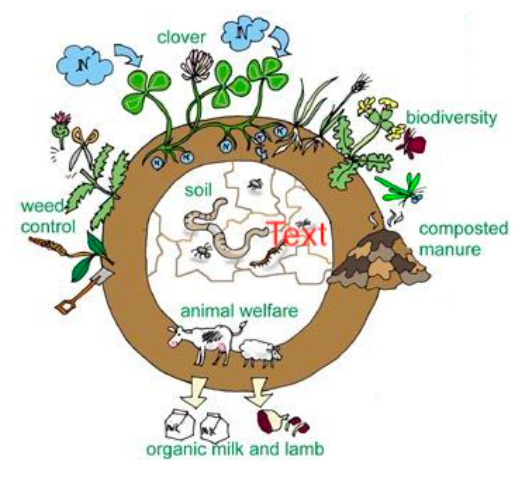 N
clover
N
biodiversity
N N N N N
soil
weed
control
Text
composted
manure
animal welfare
organic milk and lamb